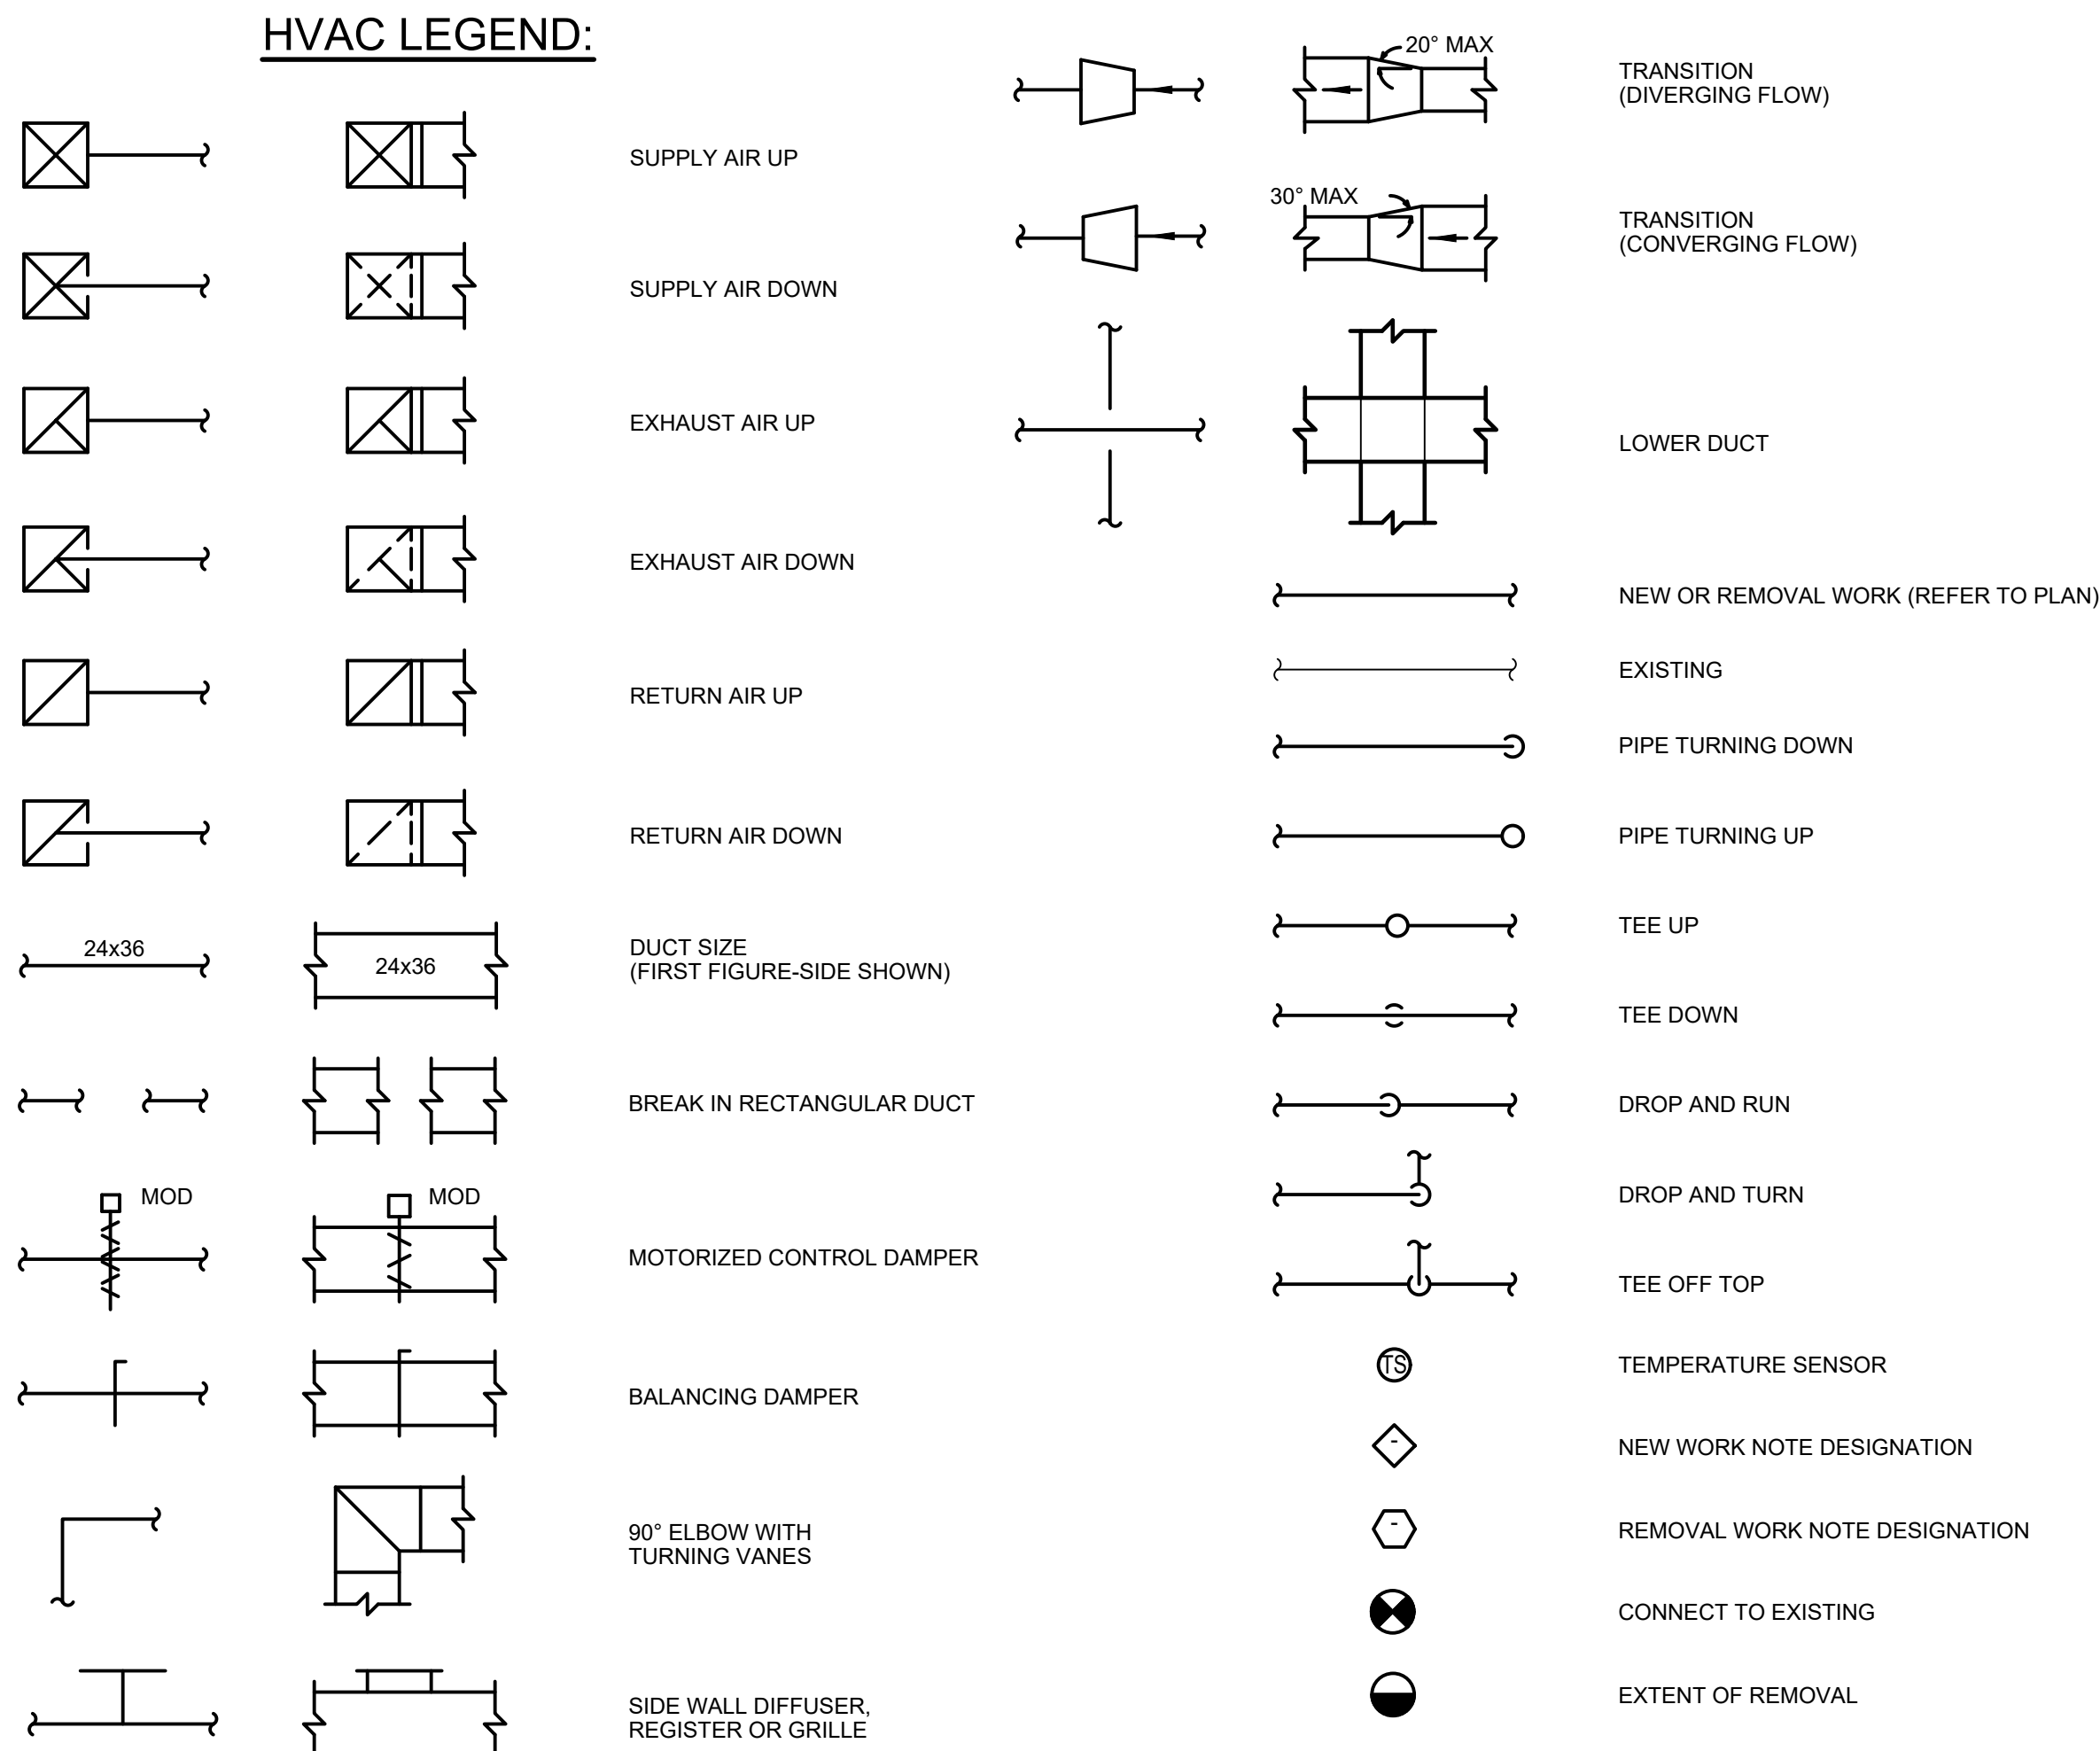 HVAC LEGEND:
SUPPLY AIR UP
SUPPLY AIR DOWN
EXHAUST AIR UP
EXHAUST AIR DOWN
RETURN AIR UP
RETURN AIR DOWN
24x36
24x36
DUCT SIZE
(FIRST FIGURE-SIDE SHOWN)
BREAK IN RECTANGULAR DUCT
MOD
MOD
MOTORIZED CONTROL DAMPER
BALANCING DAMPER
90° ELBOW WITH
TURNING VANES
SIDE WALL DIFFUSER,
REGISTER OR GRILLE
20° MAX
TRANSITION
(DIVERGING FLOW)
30° MAX
TRANSITION
(CONVERGING FLOW)
LOWER DUCT
NEW OR REMOVAL WORK (REFER TO PLAN)
EXISTING
PIPE TURNING DOWN
PIPE TURNING UP
TEE UP
TEE DOWN
DROP AND RUN
DROP AND TURN
TEE OFF TOP
TS
TEMPERATURE SENSOR
-
NEW WORK NOTE DESIGNATION
-
REMOVAL WORK NOTE DESIGNATION
CONNECT TO EXISTING
EXTENT OF REMOVAL